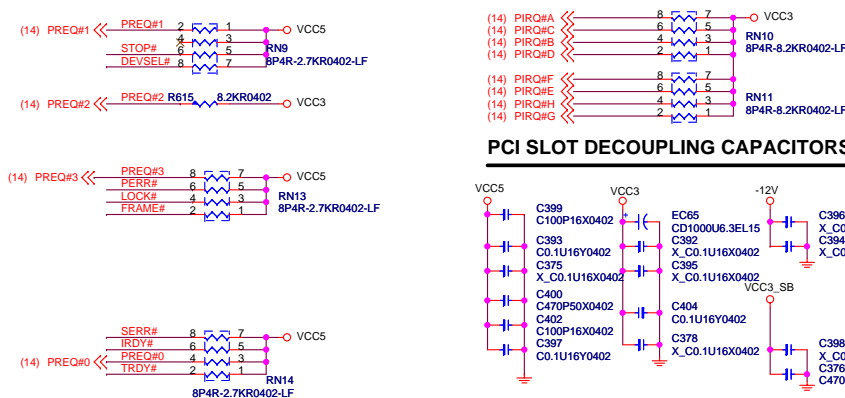 (14) PREQ#1 PREQ#1 2 1 VCC5
4 3 RN9
STOP# 6 5 8P4R-2.7KR0402-LF
DEVSEL# 8 7
(14) PREQ#2 PREQ#2 R615 8.2KR0402 VCC3
(14) PREQ#3 PREQ#3 8 7 VCC5
PERR# 6 5
LOCK# 4 3 RN13
FRAME# 2 1 8P4R-2.7KR0402-LF
SERR# 8 7 VCC5
IRDY# 6 5
(14) PREQ#0 PREQ#0 4 3
TRDY# 2 1 RN14
8P4R-2.7KR0402-LF
(14) PIRQ#A 8 7 VCC3
(14) PIRQ#C 6 5 RN10
(14) PIRQ#B 4 3 8P4R-8.2KR0402-LF
(14) PIRQ#D 2 1
(14) PIRQ#F 8 7
(14) PIRQ#E 6 5 RN11
(14) PIRQ#H 4 3 8P4R-8.2KR0402-LF
(14) PIRQ#G 2 1
PCI SLOT DECOUPLING CAPACITORS
VCC5
C399
C100P16X0402
C393
C0.1U16Y0402
C375
X_C0.1U16X0402
C400
C470P50X0402
C402
C100P16X0402
C397
C0.1U16Y0402
VCC3
+ EC65
CD1000U6.3EL15
C392
X_C0.1U16X0402
C395
X_C0.1U16X0402
C404
C0.1U16Y0402
C378
X_C0.1U16X0402
-12V
C396
X_C0
C394
X_C0
VCC3_SB
C398
X_C0
C376
C470